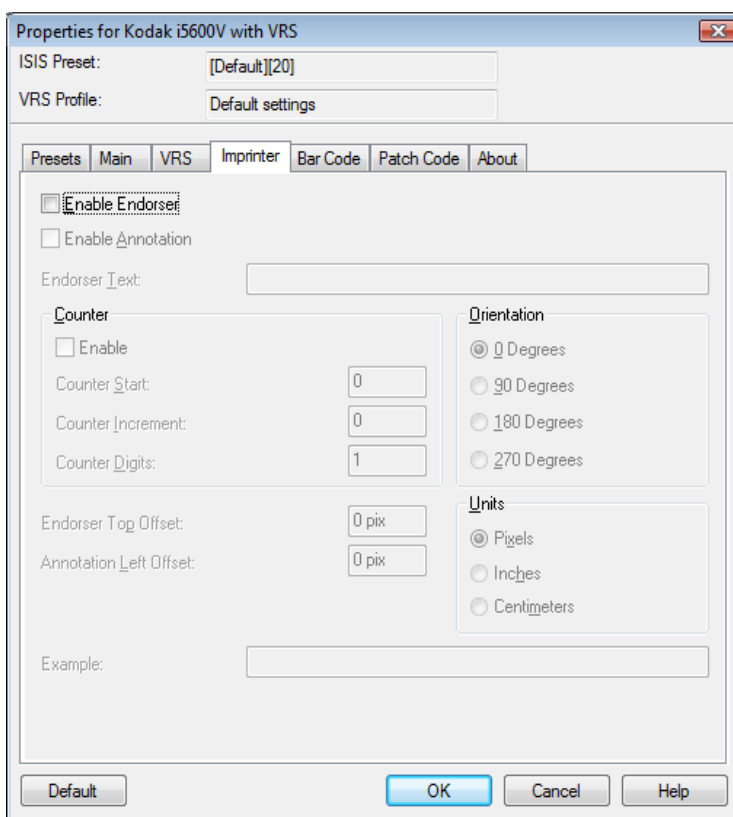 Properties for Kodak i5600V with VRS
ISIS Preset: [Default][20]
VRS Profile: Default settings
Presets Main VRS Imprinter Bar Code Patch Code About
Enable Endorser
Enable Annotation
Endorser Text:
Counter
Enable
Counter Start: 0
Counter Increment: 0
Counter Digits: 1
Orientation
0 Degrees
90 Degrees
180 Degrees
270 Degrees
Endorser Top Offset: 0 pix
Annotation Left Offset: 0 pix
Units
Pixels
Inches
Centimeters
Example:
Default OK Cancel Help